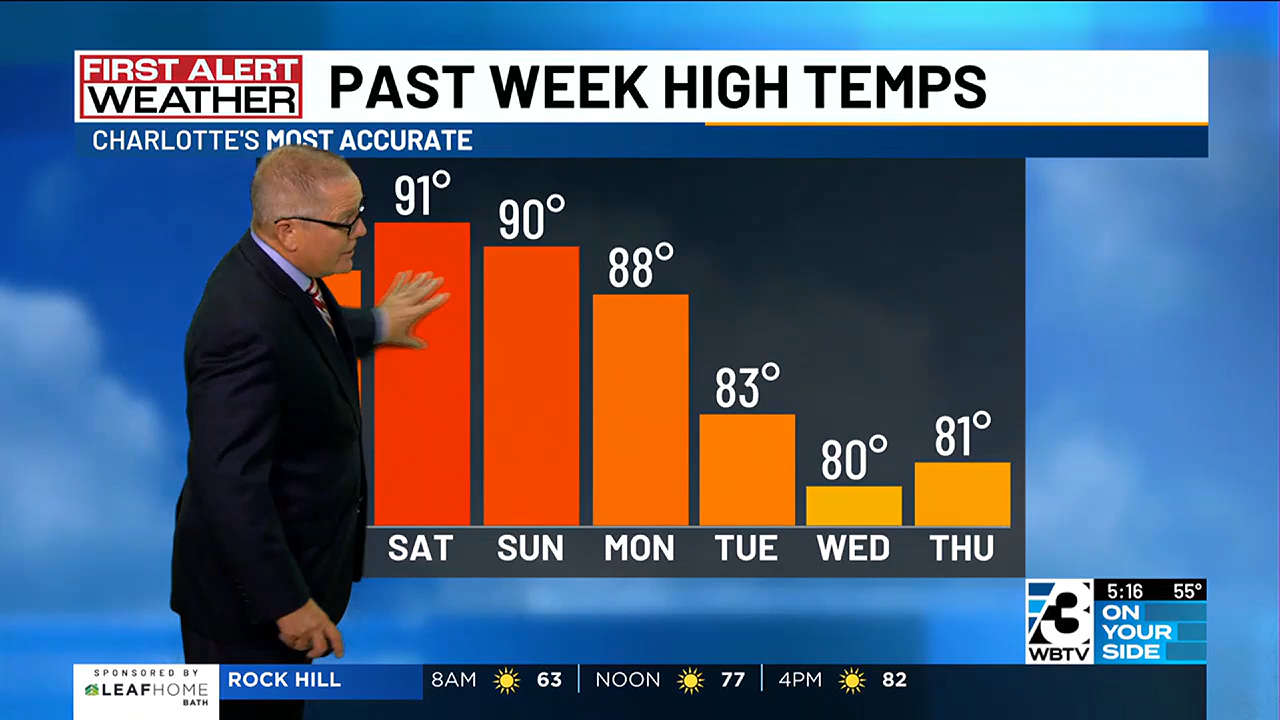 FIRST ALERT
WEATHER
PAST WEEK HIGH TEMPS
CHARLOTTE'S MOST ACCURATE
91°
90°
88°
83°
80°
81°
SAT
SUN
MON
TUE
WED
THU
3
WBTV
5:16 55°
ON
YOUR
SIDE
SPONSORED BY
LEAFHOME
BATH
ROCK HILL
8AM 63
NOON 77
4PM 82